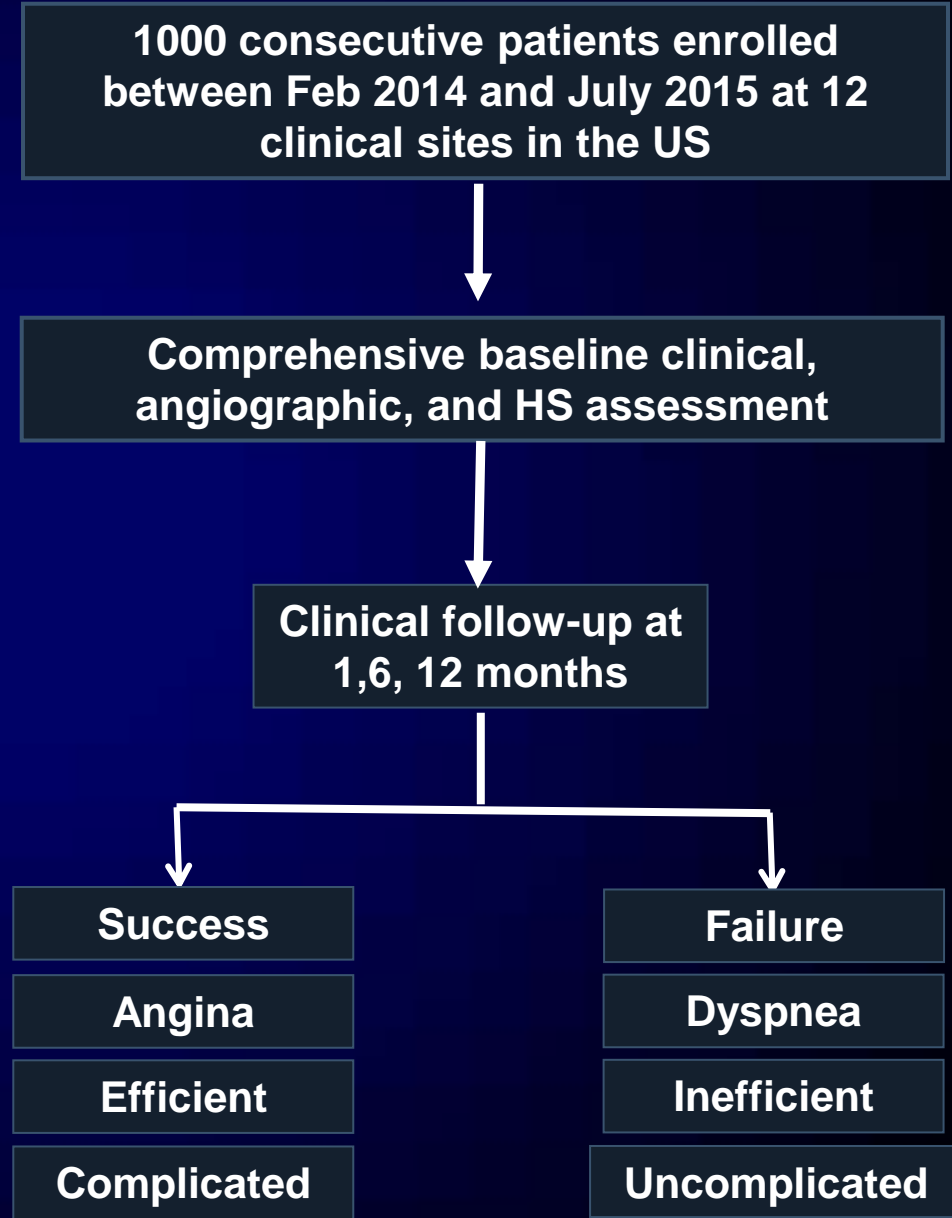 1000 consecutive patients enrolled
between Feb 2014 and July 2015 at 12
clinical sites in the US
Comprehensive baseline clinical,
angiographic, and HS assessment
Clinical follow-up at
1,6, 12 months
Success
Failure
Angina
Dyspnea
Efficient
Inefficient
Complicated
Uncomplicated